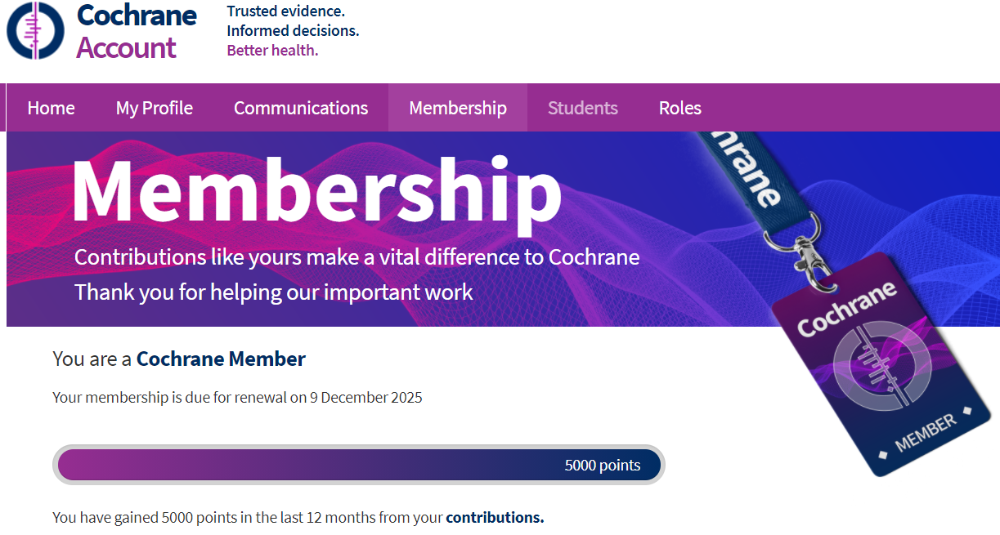 Cochrane
Account
Trusted evidence.
Informed decisions.
Better health.
Home My Profile Communications Membership Students Roles
Membership
Contributions like yours make a vital difference to Cochrane
Thank you for helping our important work
hrane
Cochrane
MEMBER
You are a Cochrane Member
Your membership is due for renewal on 9 December 2025
5000 points
You have gained 5000 points in the last 12 months from your contributions.